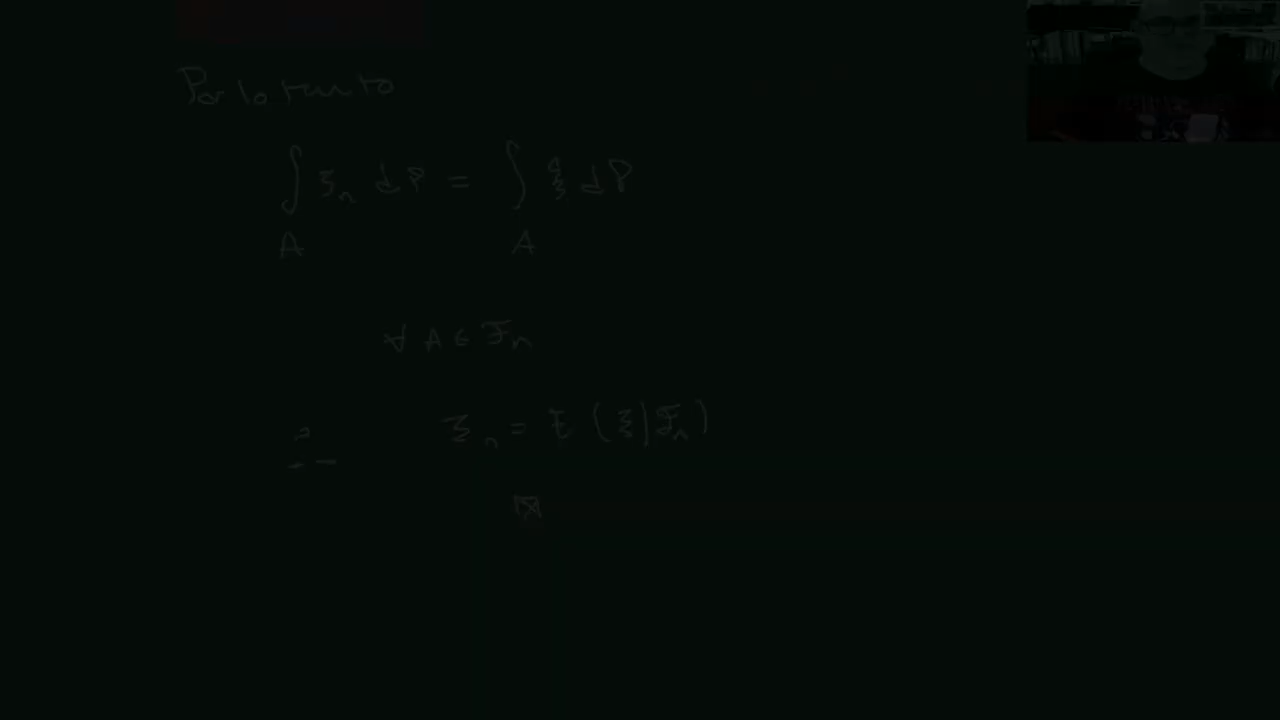 Por lo tanto
∫_A ξ_n dP = ∫_A ξ dP
∀ A ∈ ℱ_n
∴ ξ_n = E (ξ | ℱ_n)